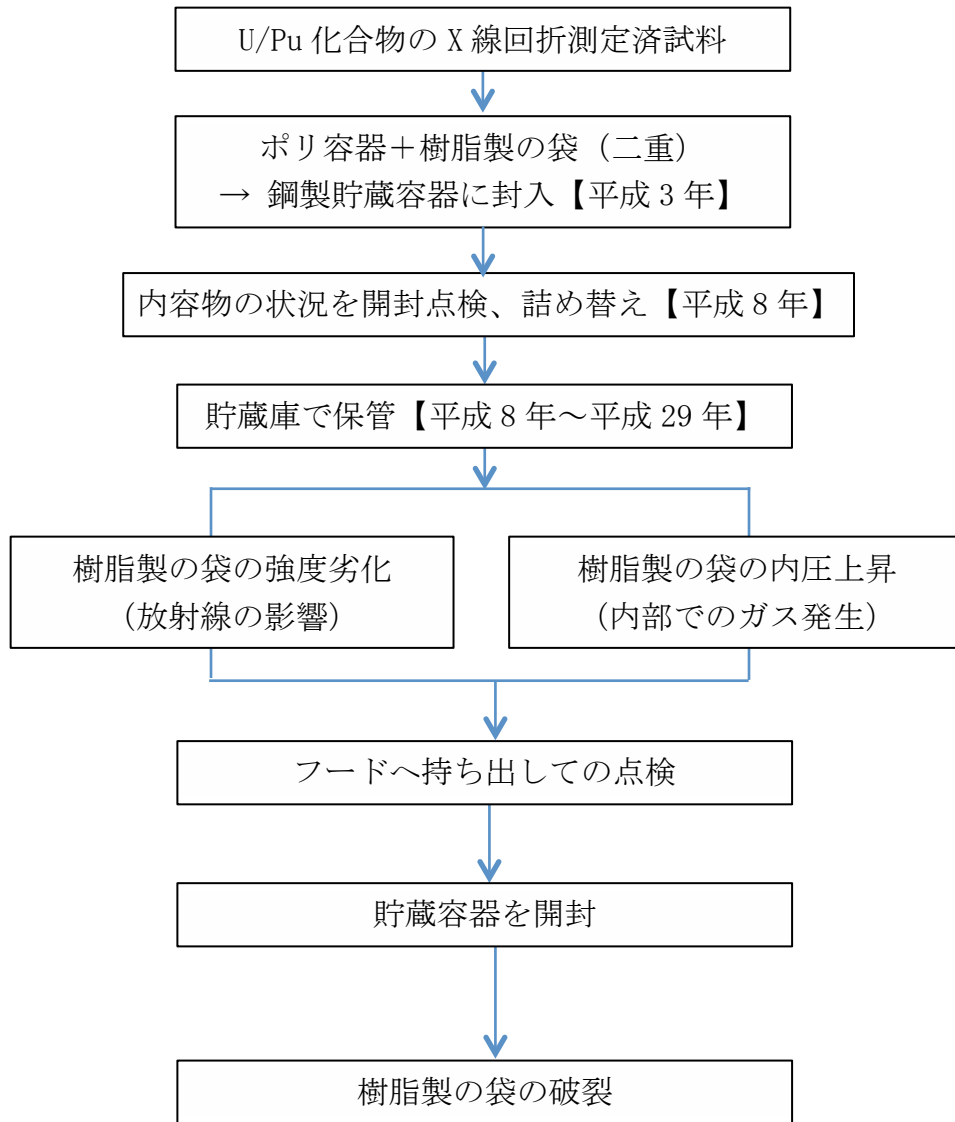 U/Pu 化合物の X 線回折測定済試料
ポリ容器＋樹脂製の袋（二重）
→ 鋼製貯蔵容器に封入【平成 3 年】
内容物の状況を開封点検、詰め替え【平成 8 年】
貯蔵庫で保管【平成 8 年～平成 29 年】
樹脂製の袋の強度劣化
（放射線の影響）
樹脂製の袋の内圧上昇
（内部でのガス発生）
フードへ持ち出しての点検
貯蔵容器を開封
樹脂製の袋の破裂